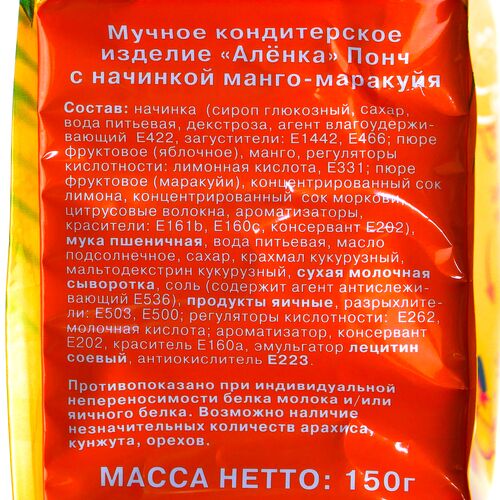 Мучное кондитерское
изделие «Алёнка» Понч
с начинкой манго-маракуйя
Состав: начинка (сироп глюкозный, сахар,
вода питьевая, декстроза, агент влагоудержи-
вающий Е422, загустители: Е1442, Е466; пюре
фруктовое (яблочное), манго, регуляторы
кислотности: лимонная кислота, Е331; пюре
фруктовое (маракуйи), концентрированный сок
лимона, концентрированный сок моркови,
цитрусовые волокна, ароматизаторы,
красители: Е161b, Е160с, консервант Е202),
мука пшеничная, вода питьевая, масло
подсолнечное, сахар, крахмал кукурузный,
мальтодекстрин кукурузный, сухая молочная
сыворотка, соль (содержит агент антислежи-
вающий Е536), продукты яичные, разрыхлите-
ли: Е503, Е500; регуляторы кислотности: Е262,
молочная кислота; ароматизатор, консервант
Е202, краситель Е160а, эмульгатор лецитин
соевый, антиокислитель Е223.
Противопоказано при индивидуальной
непереносимости белка молока и/или
яичного белка. Возможно наличие
незначительных количеств арахиса,
кунжута, орехов.
МАССА НЕТТО: 150г